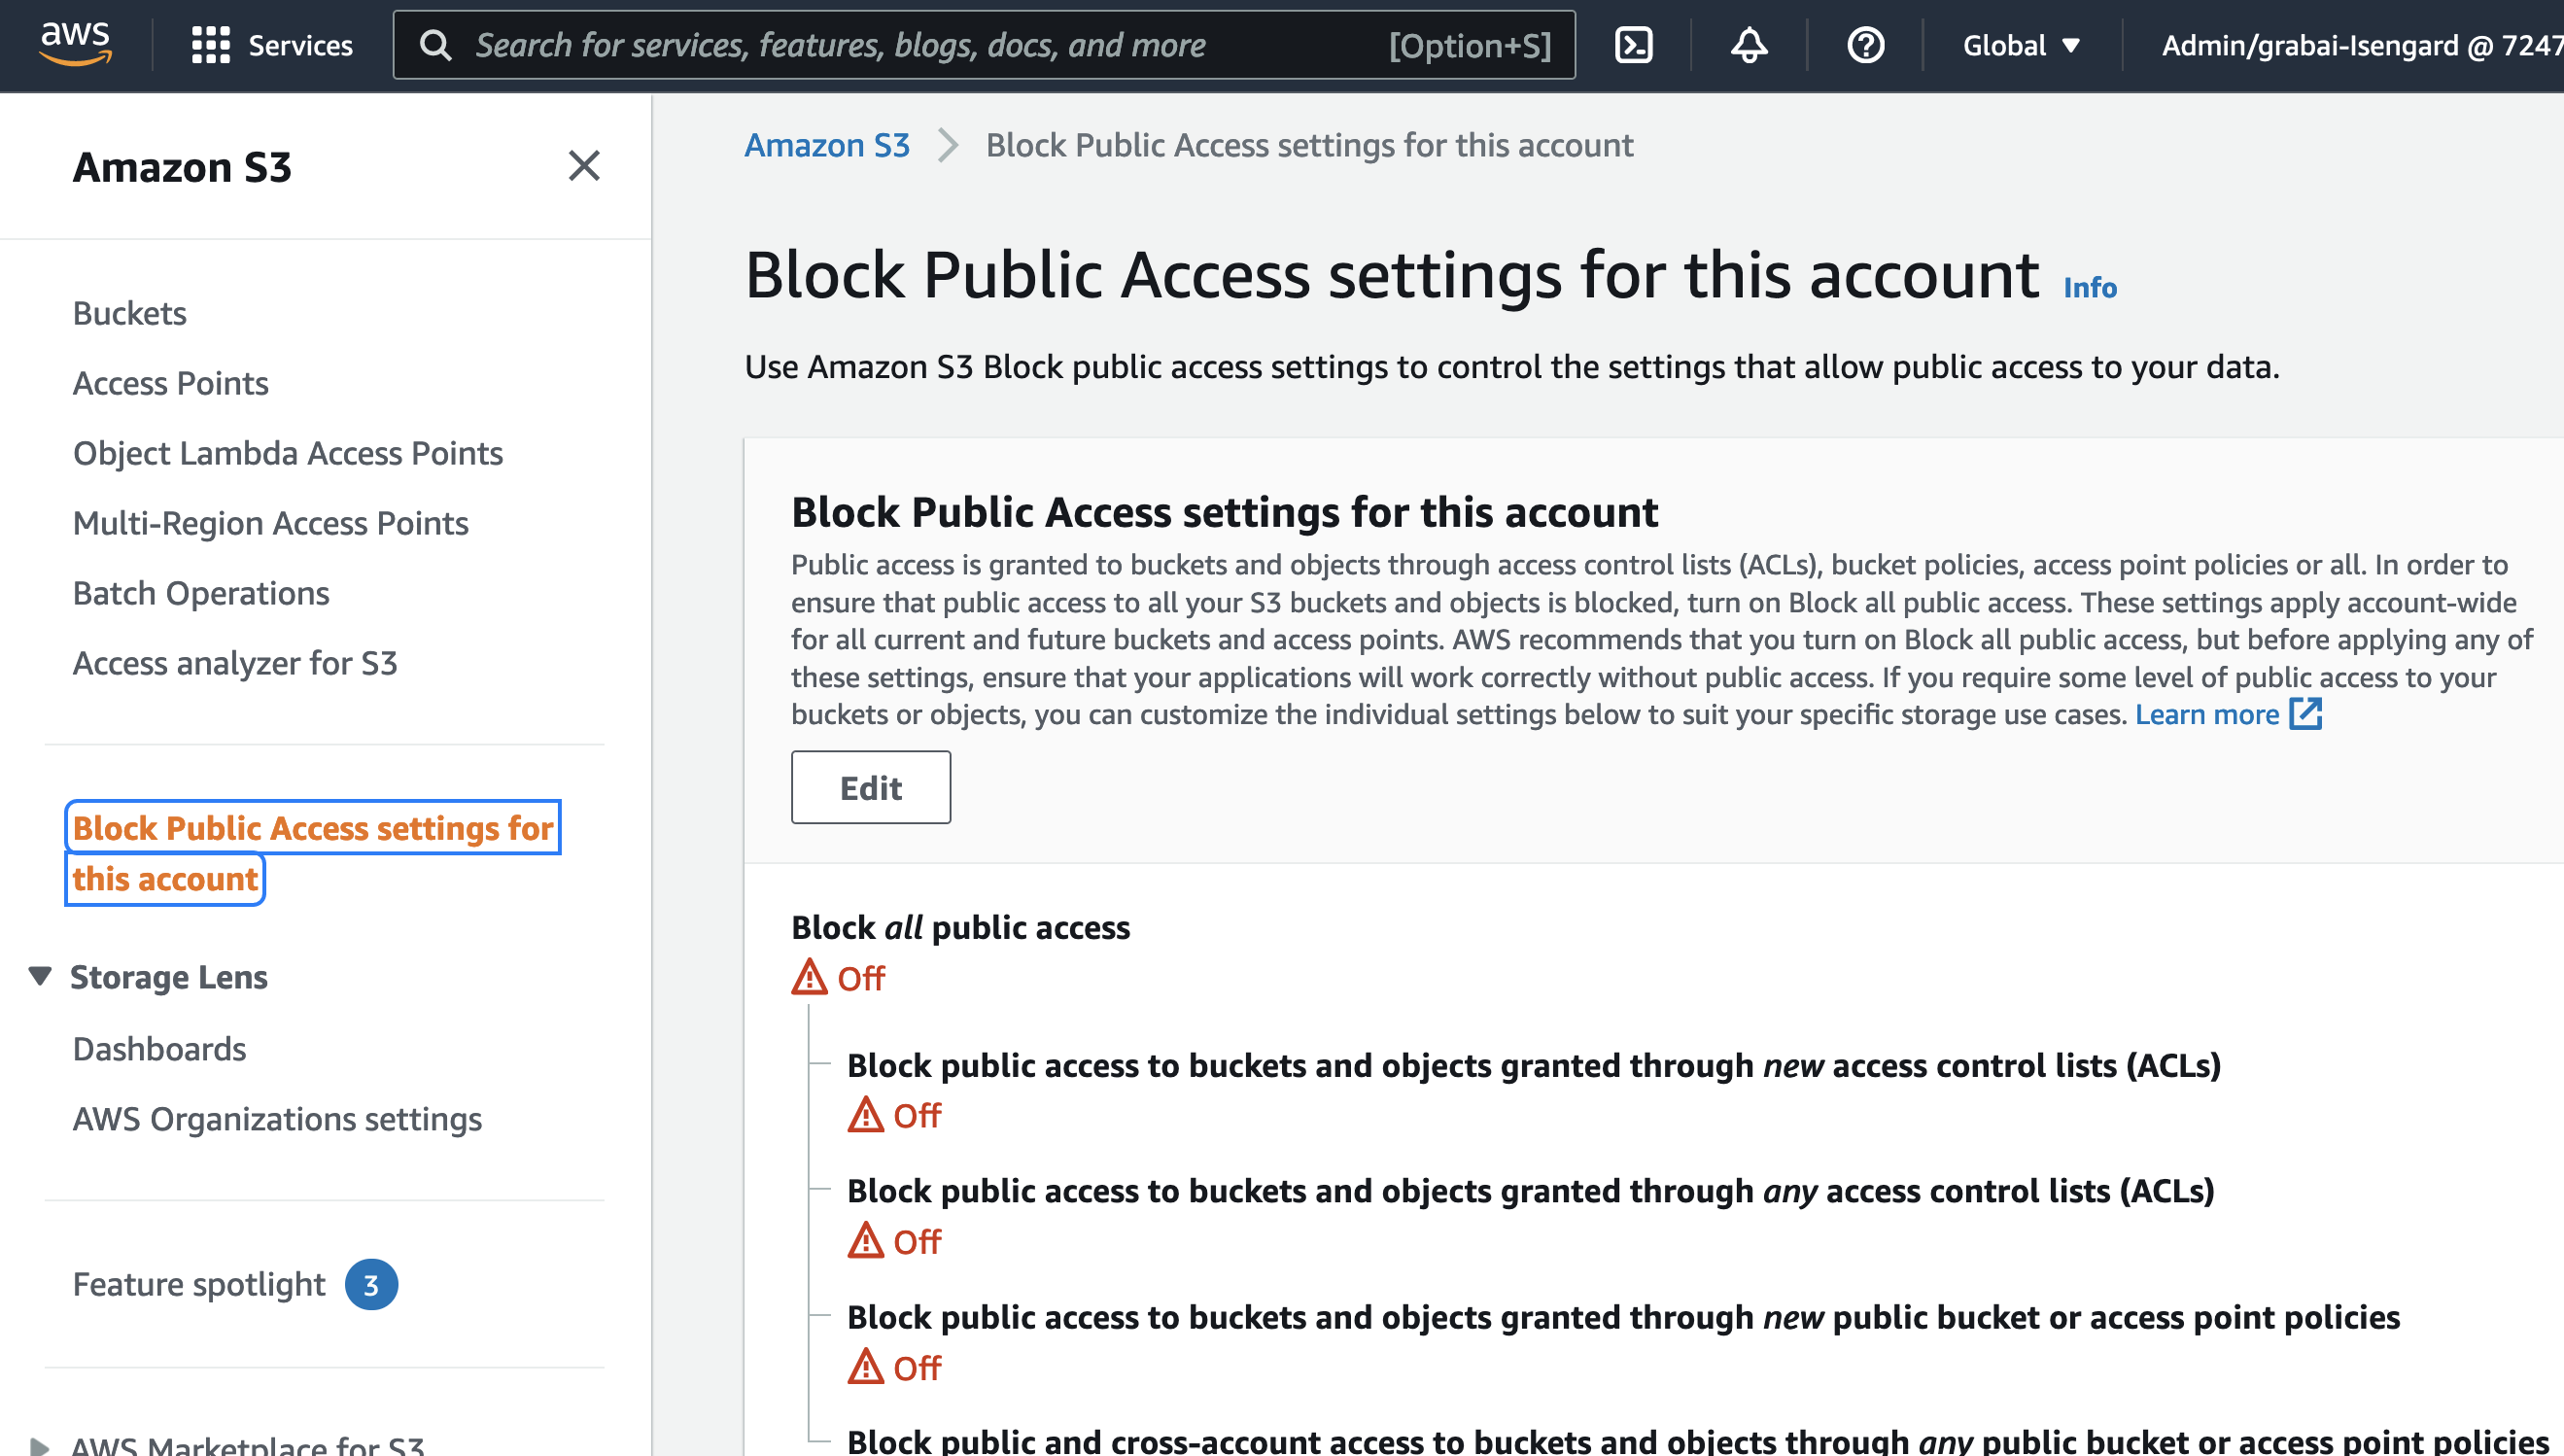 aws
Services
Search for services, features, blogs, docs, and more
[Option+S]
Global
Admin/grabai-Isengard @ 7247
Amazon S3
Buckets
Access Points
Object Lambda Access Points
Multi-Region Access Points
Batch Operations
Access analyzer for S3
Block Public Access settings for
this account
Storage Lens
Dashboards
AWS Organizations settings
Feature spotlight 3
AWS Marketplace for S3
Amazon S3 > Block Public Access settings for this account
Block Public Access settings for this account Info
Use Amazon S3 Block public access settings to control the settings that allow public access to your data.
Block Public Access settings for this account
Public access is granted to buckets and objects through access control lists (ACLs), bucket policies, access point policies or all. In order to
ensure that public access to all your S3 buckets and objects is blocked, turn on Block all public access. These settings apply account-wide
for all current and future buckets and access points. AWS recommends that you turn on Block all public access, but before applying any of
these settings, ensure that your applications will work correctly without public access. If you require some level of public access to your
buckets or objects, you can customize the individual settings below to suit your specific storage use cases. Learn more
Edit
Block all public access
Off
Block public access to buckets and objects granted through new access control lists (ACLs)
Off
Block public access to buckets and objects granted through any access control lists (ACLs)
Off
Block public access to buckets and objects granted through new public bucket or access point policies
Off
Block public and cross-account access to buckets and objects through any public bucket or access point policies